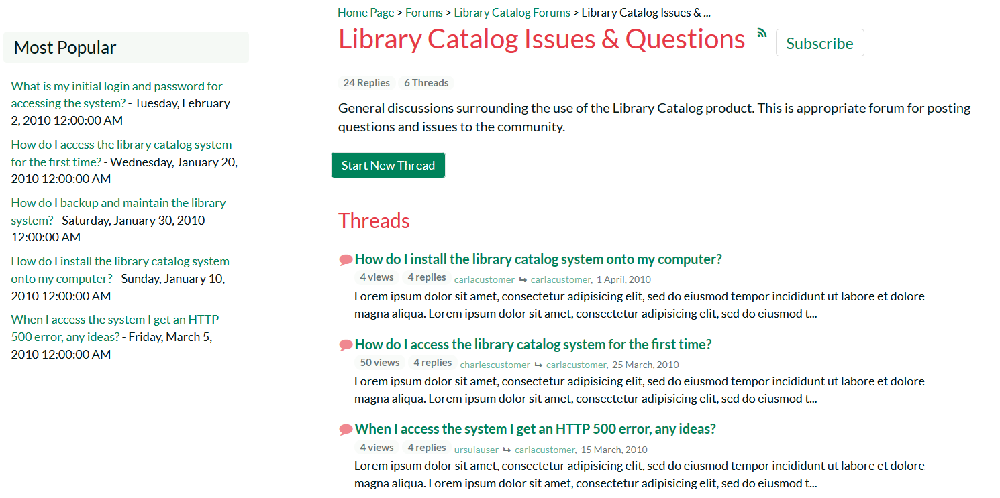 Home Page > Forums > Library Catalog Forums > Library Catalog Issues & ...
Library Catalog Issues & Questions
Subscribe
Most Popular
What is my initial login and password for
accessing the system? - Tuesday, February
2, 2010 12:00:00 AM
How do I access the library catalog system
for the first time? - Wednesday, January 20,
2010 12:00:00 AM
How do I backup and maintain the library
system? - Saturday, January 30, 2010
12:00:00 AM
How do I install the library catalog system
onto my computer? - Sunday, January 10,
2010 12:00:00 AM
When I access the system I get an HTTP
500 error, any ideas? - Friday, March 5,
2010 12:00:00 AM
24 Replies 6 Threads
General discussions surrounding the use of the Library Catalog product. This is appropriate forum for posting
questions and issues to the community.
Start New Thread
Threads
How do I install the library catalog system onto my computer?
4 views 4 replies carlacustomer ↪ carlacustomer, 1 April, 2010
Lorem ipsum dolor sit amet, consectetur adipisicing elit, sed do eiusmod tempor incididunt ut labore et dolore
magna aliqua. Lorem ipsum dolor sit amet, consectetur adipisicing elit, sed do eiusmod t...
How do I access the library catalog system for the first time?
50 views 4 replies charlescustomer ↪ carlacustomer, 25 March, 2010
Lorem ipsum dolor sit amet, consectetur adipisicing elit, sed do eiusmod tempor incididunt ut labore et dolore
magna aliqua. Lorem ipsum dolor sit amet, consectetur adipisicing elit, sed do eiusmod t...
When I access the system I get an HTTP 500 error, any ideas?
4 views 4 replies ursulauser ↪ carlacustomer, 15 March, 2010
Lorem ipsum dolor sit amet, consectetur adipisicing elit, sed do eiusmod tempor incididunt ut labore et dolore
magna aliqua. Lorem ipsum dolor sit amet, consectetur adipisicing elit, sed do eiusmod t...